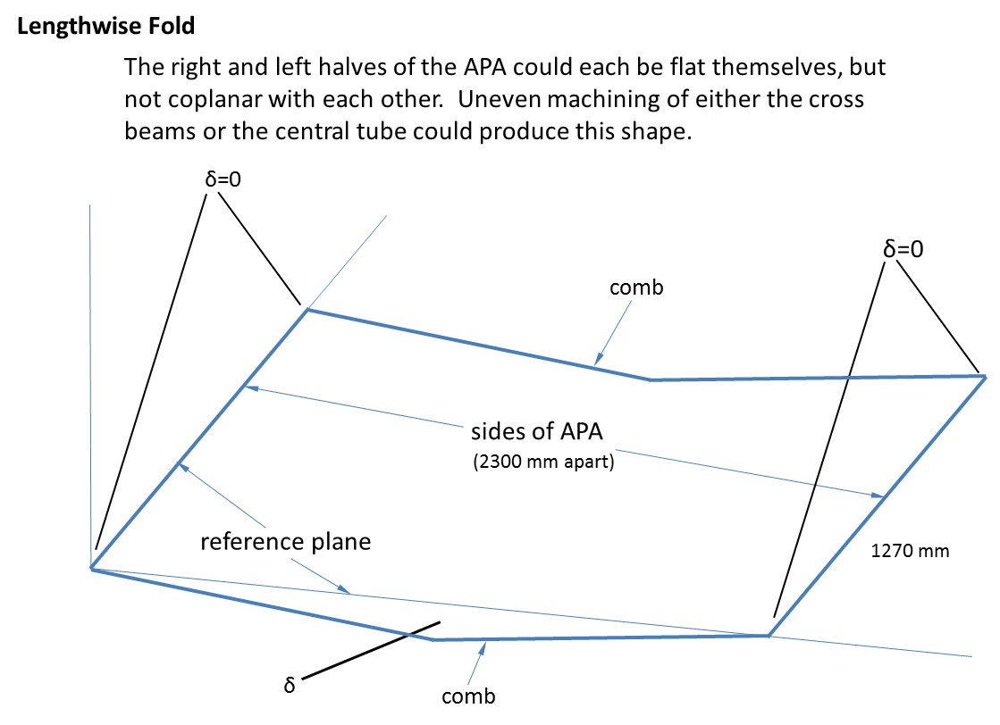 Lengthwise Fold
The right and left halves of the APA could each be flat themselves, but
not coplanar with each other.  Uneven machining of either the cross
beams or the central tube could produce this shape.
δ=0
δ=0
comb
sides of APA
(2300 mm apart)
reference plane
1270 mm
δ
comb